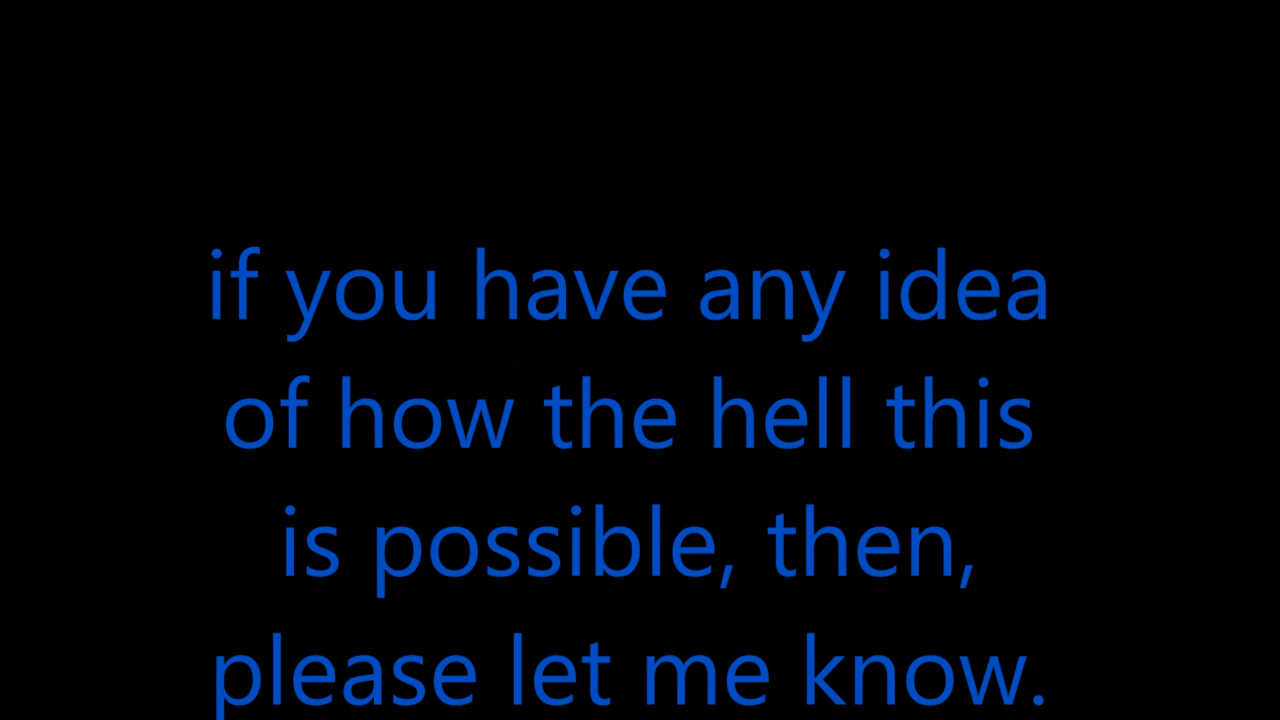 if you have any idea
of how the hell this
is possible, then,
please let me know.